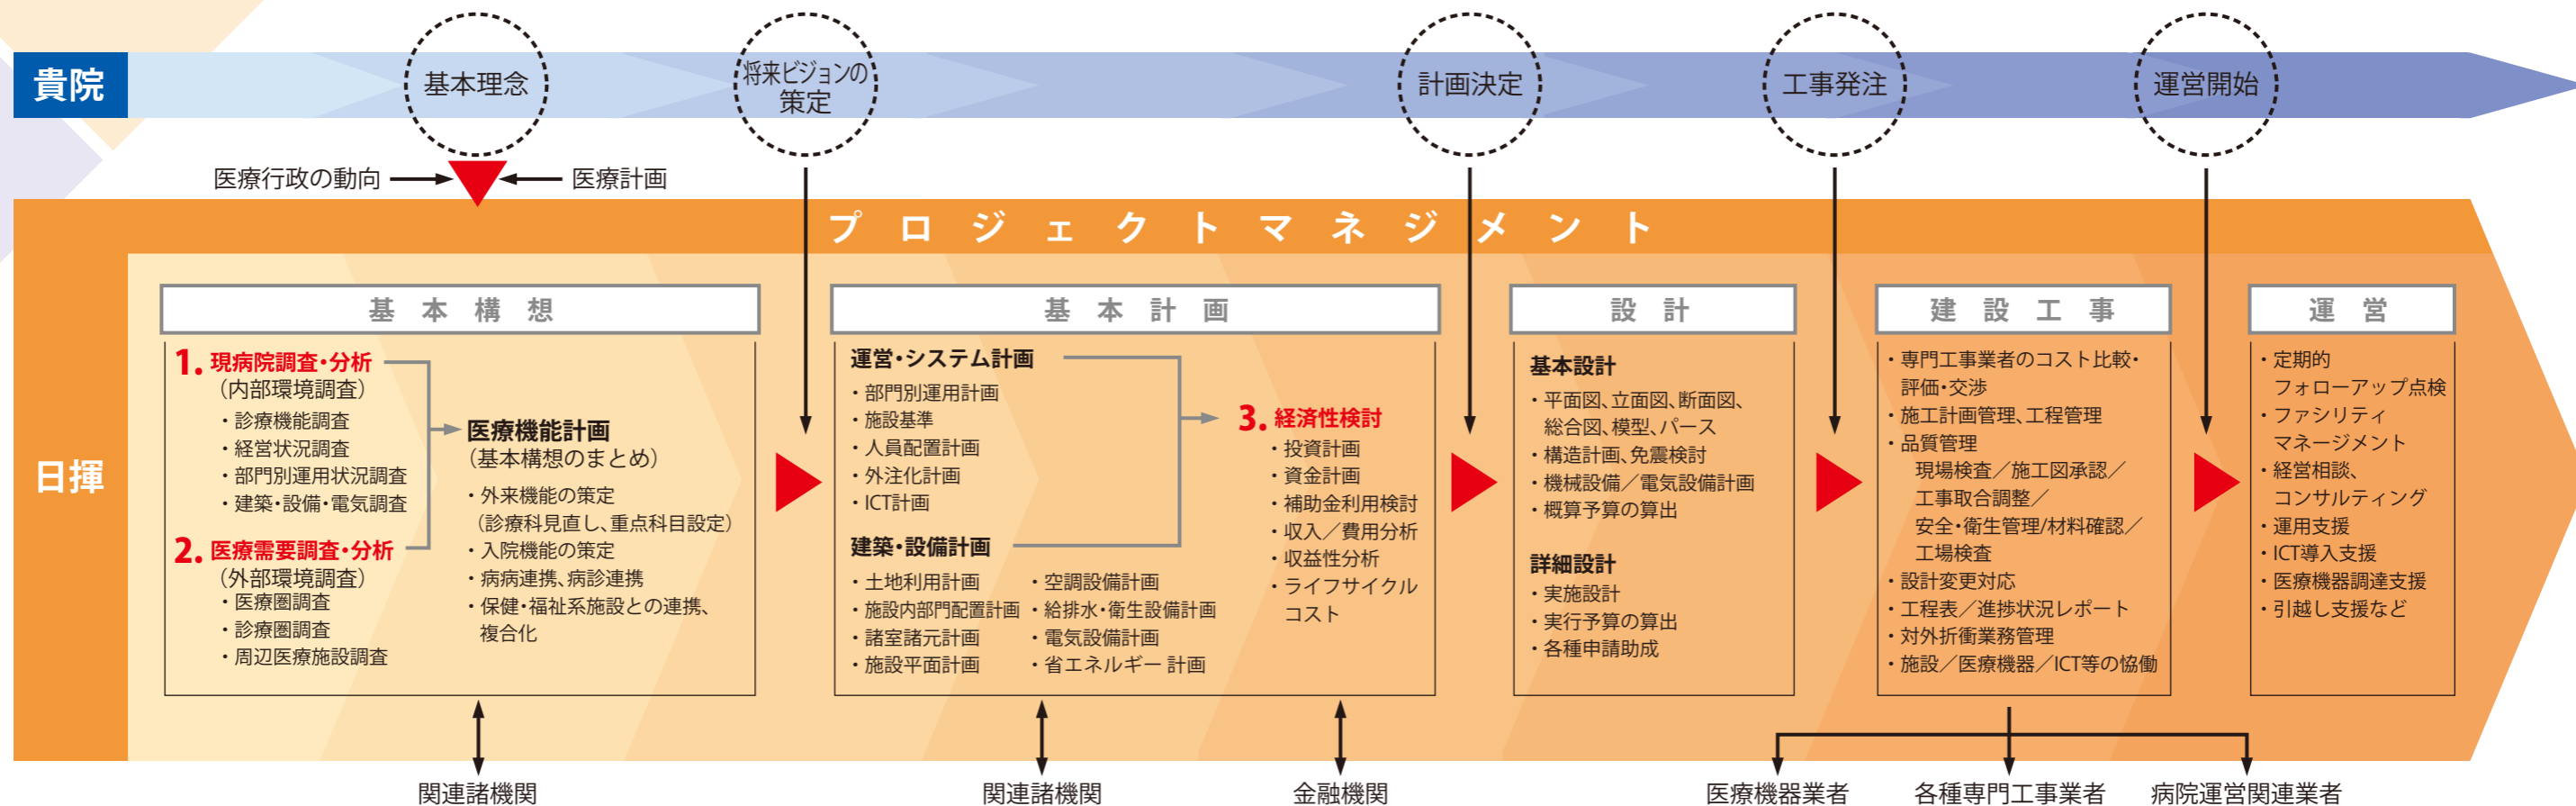 貴院
基本理念
将来ビジョンの
策定
計画決定
工事発注
運営開始
医療行政の動向
医療計画
プロジェクトマネジメント
日揮
基本構想
1. 現病院調査・分析
（内部環境調査）
・診療機能調査
・経営状況調査
・部門別運用状況調査
・建築・設備・電気調査
2. 医療需要調査・分析
（外部環境調査）
・医療圏調査
・診療圏調査
・周辺医療施設調査
医療機能計画
（基本構想のまとめ）
・外来機能の策定
（診療科見直し、重点科目設定）
・入院機能の策定
・病病連携、病診連携
・保健・福祉系施設との連携、
複合化
基本計画
運営・システム計画
・部門別運用計画
・施設基準
・人員配置計画
・外注化計画
・ICT計画
建築・設備計画
・土地利用計画
・施設内部門配置計画
・諸室諸元計画
・施設平面計画
・空調設備計画
・給排水・衛生設備計画
・電気設備計画
・省エネルギー 計画
3. 経済性検討
・投資計画
・資金計画
・補助金利用検討
・収入／費用分析
・収益性分析
・ライフサイクル
コスト
設計
基本設計
・平面図、立面図、断面図、
総合図、模型、パース
・構造計画、免震検討
・機械設備／電気設備計画
・概算予算の算出
詳細設計
・実施設計
・実行予算の算出
・各種申請助成
建設工事
・専門工事業者のコスト比較・
評価・交渉
・施工計画管理、工程管理
・品質管理
現場検査／施工図承認／
工事取合調整／
安全・衛生管理/材料確認／
工場検査
・設計変更対応
・工程表／進捗状況レポート
・対外折衝業務管理
・施設／医療機器／ICT等の恊働
運営
・定期的
フォローアップ点検
・ファシリティ
マネージメント
・経営相談、
コンサルティング
・運用支援
・ICT導入支援
・医療機器調達支援
・引越し支援など
関連諸機関
関連諸機関
金融機関
医療機器業者
各種専門工事業者
病院運営関連業者